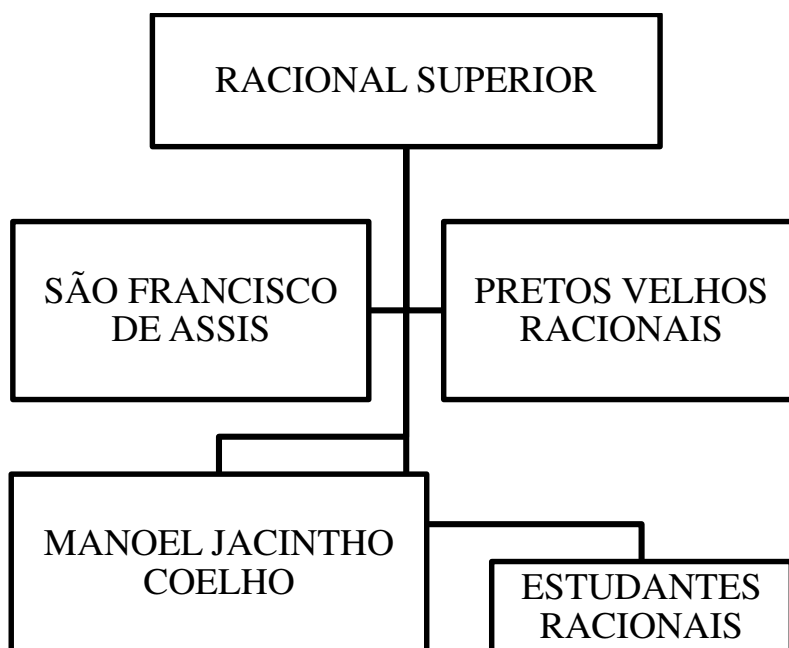 RACIONAL SUPERIOR
SÃO FRANCISCO
DE ASSIS
PRETOS VELHOS
RACIONAIS
MANOEL JACINTHO
COELHO
ESTUDANTES
RACIONAIS